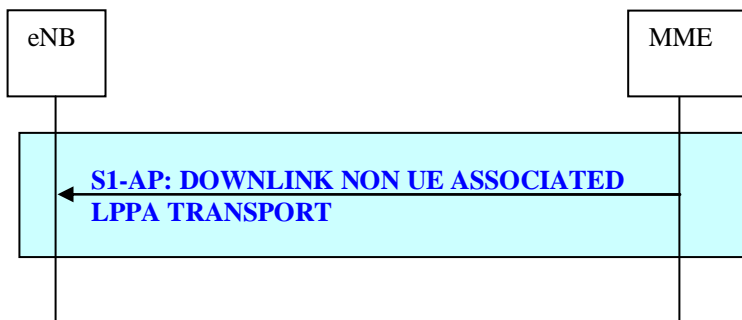 eNB
MME
S1-AP: DOWNLINK NON UE ASSOCIATED
LPPA TRANSPORT